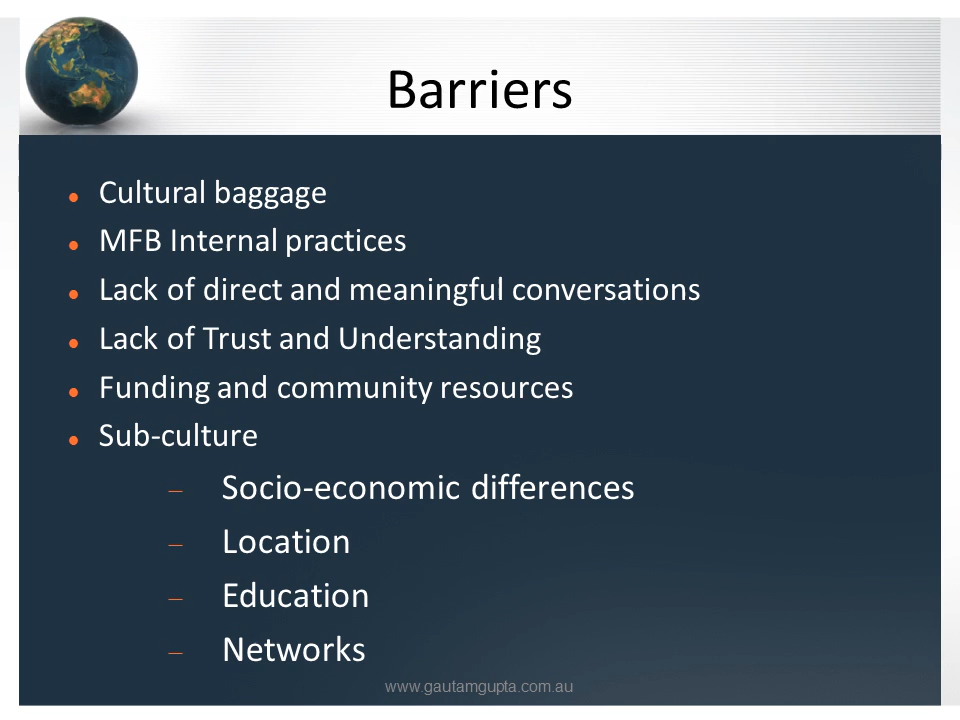 Barriers
• Cultural baggage
• MFB Internal practices
• Lack of direct and meaningful conversations
• Lack of Trust and Understanding
• Funding and community resources
• Sub-culture
– Socio-economic differences
– Location
– Education
– Networks
www.gautamgupta.com.au